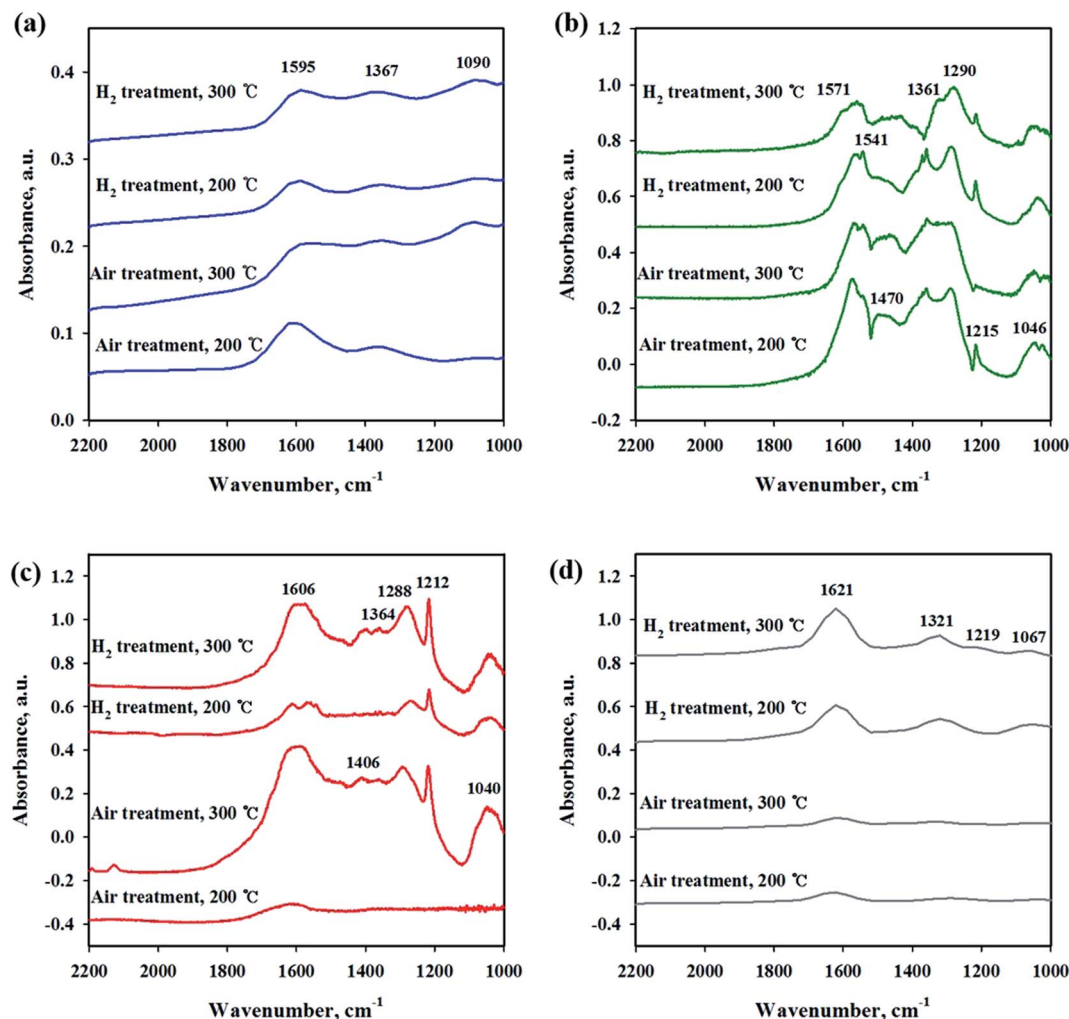 (a)
0.4
0.3
0.2
0.1
0.0
Absorbance, a.u.
1595
1367
1090
H2 treatment, 300 ℃
H2 treatment, 200 ℃
Air treatment, 300 ℃
Air treatment, 200 ℃
2200 2000 1800 1600 1400 1200 1000
Wavenumber, cm-1
(b)
1.2
1.0
0.8
0.6
0.4
0.2
0.0
-0.2
Absorbance, a.u.
H2 treatment, 300 ℃
1571
1361
1290
1541
H2 treatment, 200 ℃
Air treatment, 300 ℃
1470
Air treatment, 200 ℃
1215
1046
2200 2000 1800 1600 1400 1200 1000
Wavenumber, cm-1
(c)
1.2
1.0
0.8
0.6
0.4
0.2
0.0
-0.2
-0.4
Absorbance, a.u.
1606
1364
1288
1212
H2 treatment, 300 ℃
H2 treatment, 200 ℃
1406
Air treatment, 300 ℃
1040
Air treatment, 200 ℃
2200 2000 1800 1600 1400 1200 1000
Wavenumber, cm-1
(d)
1.2
1.0
0.8
0.6
0.4
0.2
0.0
-0.2
-0.4
Absorbance, a.u.
1621
1321
1219
1067
H2 treatment, 300 ℃
H2 treatment, 200 ℃
Air treatment, 300 ℃
Air treatment, 200 ℃
2200 2000 1800 1600 1400 1200 1000
Wavenumber, cm-1